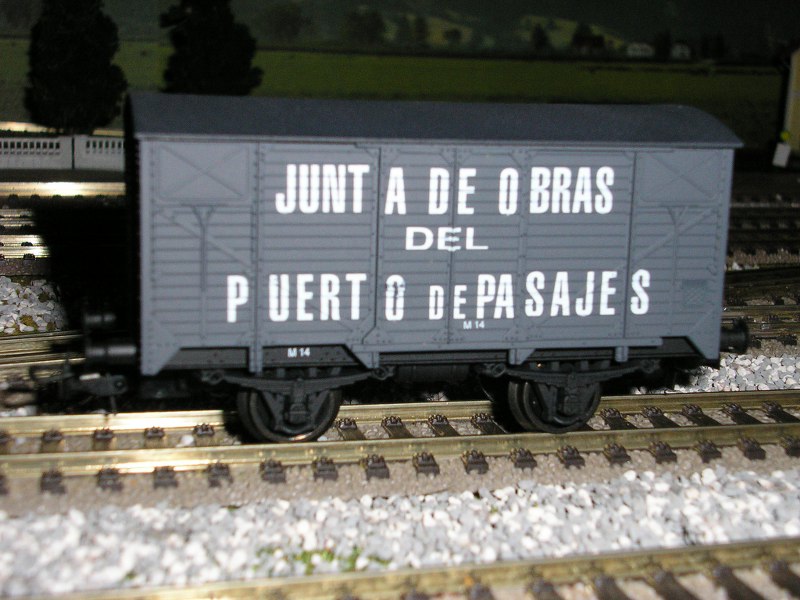 JUNTA DE OBRAS
DEL
PUERTO DE PASAJES
M 14
M 14